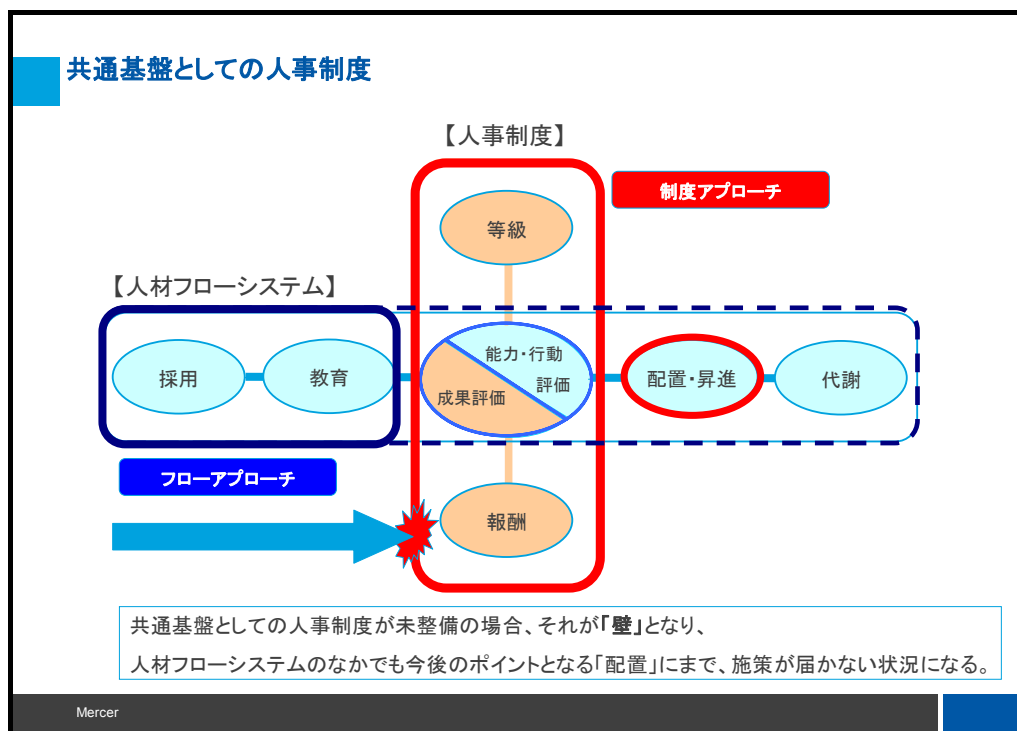 共通基盤としての人事制度
【人事制度】
制度アプローチ
等級
【人材フローシステム】
採用
教育
能力・行動
評価
成果評価
配置・昇進
代謝
フローアプローチ
報酬
共通基盤としての人事制度が未整備の場合、それが「壁」となり、
人材フローシステムのなかでも今後のポイントとなる「配置」にまで、施策が届かない状況になる。
Mercer